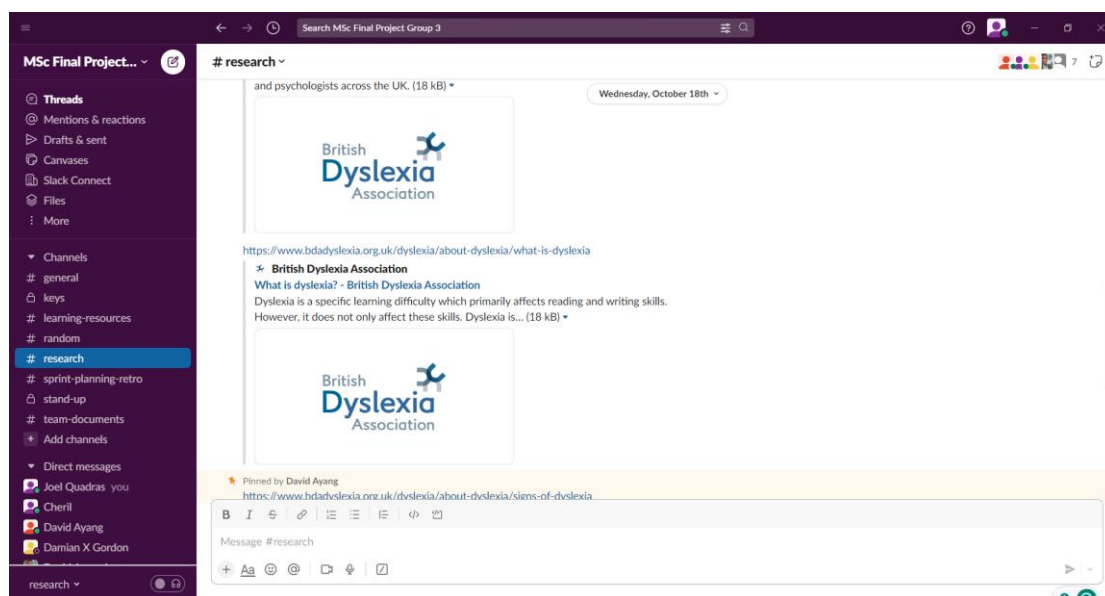 Search MSc Final Project Group 3
MSc Final Project...
Threads
Mentions & reactions
Drafts & sent
Canvases
Slack Connect
Files
More
Channels
# general
keys
# learning-resources
# random
# research
# sprint-planning-retro
stand-up
# team-documents
+ Add channels
Direct messages
Joel Quadras you
Cheril
David Ayang
Damian X Gordon
research
# research
7
and psychologists across the UK. (18 kB)
Wednesday, October 18th
British
Dyslexia
Association
https://www.bdadyslexia.org.uk/dyslexia/about-dyslexia/what-is-dyslexia
British Dyslexia Association
What is dyslexia? - British Dyslexia Association
Dyslexia is a specific learning difficulty which primarily affects reading and writing skills.
However, it does not only affect these skills. Dyslexia is... (18 kB)
British
Dyslexia
Association
Pinned by David Ayang
https://www.bdadyslexia.org.uk/dyslexia/about-dyslexia/signs-of-dyslexia
B I S
Message #research
+ Aa @